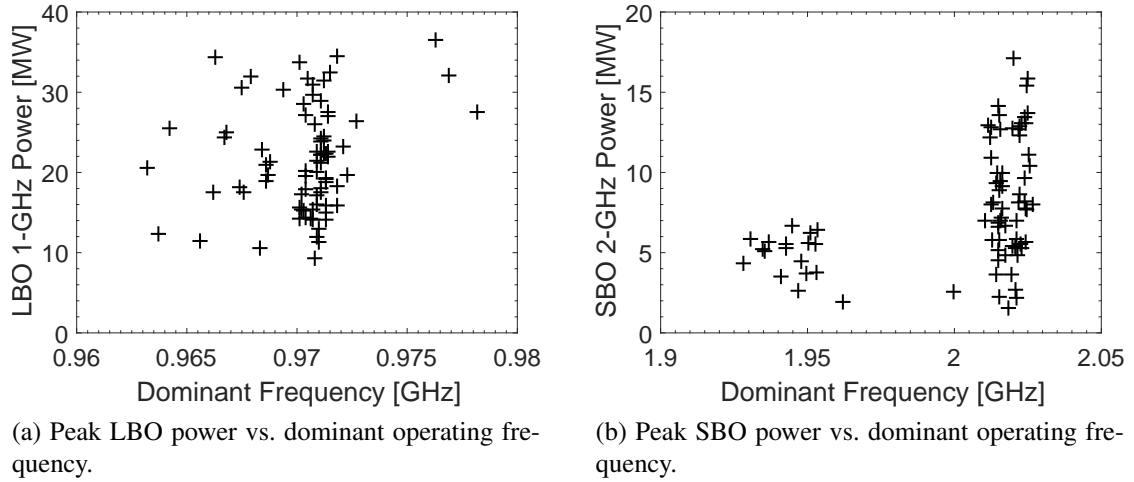 40
30
20
10
0
LBO 1-GHz Power [MW]
0.96
0.965
0.97
0.975
0.98
Dominant Frequency [GHz]
(a) Peak LBO power vs. dominant operating fre-
quency.
20
15
10
5
0
SBO 2-GHz Power [MW]
1.9
1.95
2
2.05
Dominant Frequency [GHz]
(b) Peak SBO power vs. dominant operating fre-
quency.